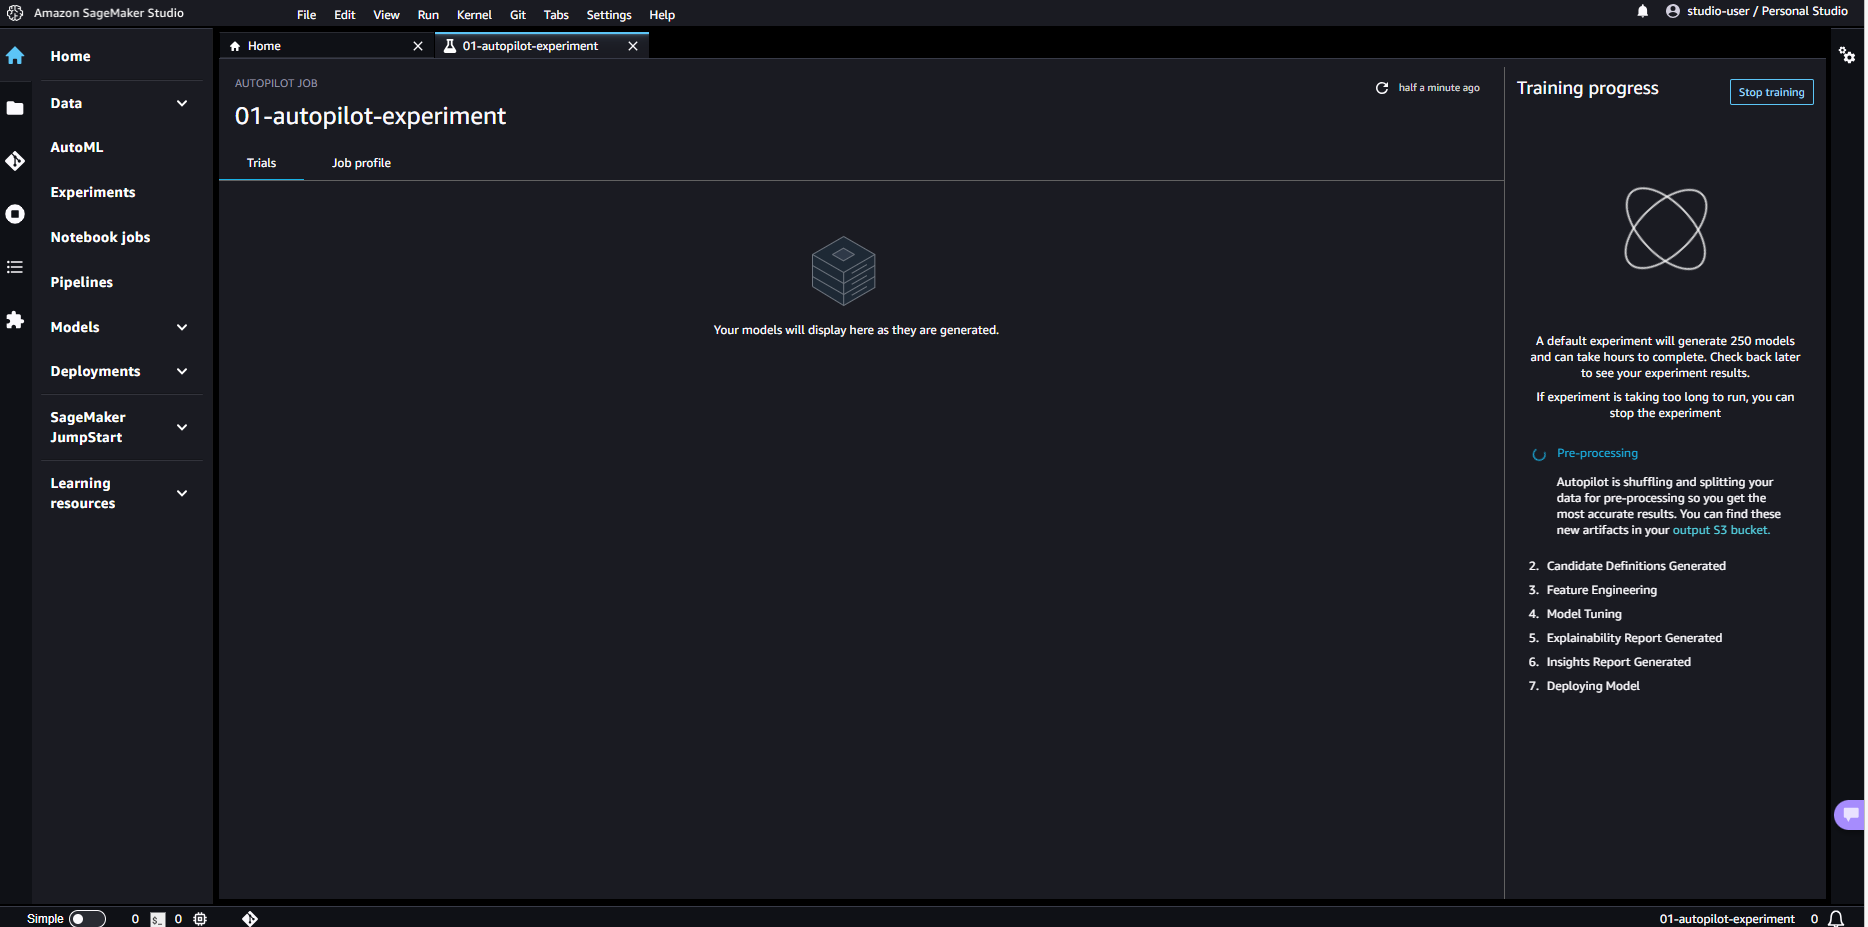 Amazon SageMaker Studio
File Edit View Run Kernel Git Tabs Settings Help
studio-user / Personal Studio
Home
Data
AutoML
Experiments
Notebook jobs
Pipelines
Models
Deployments
SageMaker
JumpStart
Learning
resources
Home
01-autopilot-experiment
AUTOPILOT JOB
01-autopilot-experiment
half a minute ago
Trials
Job profile
Your models will display here as they are generated.
Training progress
Stop training
A default experiment will generate 250 models
and can take hours to complete. Check back later
to see your experiment results.
If experiment is taking too long to run, you can
stop the experiment
Pre-processing
Autopilot is shuffling and splitting your
data for pre-processing so you get the
most accurate results. You can find these
new artifacts in your output S3 bucket.
2. Candidate Definitions Generated
3. Feature Engineering
4. Model Tuning
5. Explainability Report Generated
6. Insights Report Generated
7. Deploying Model
Simple 0 $_ 0
01-autopilot-experiment 0